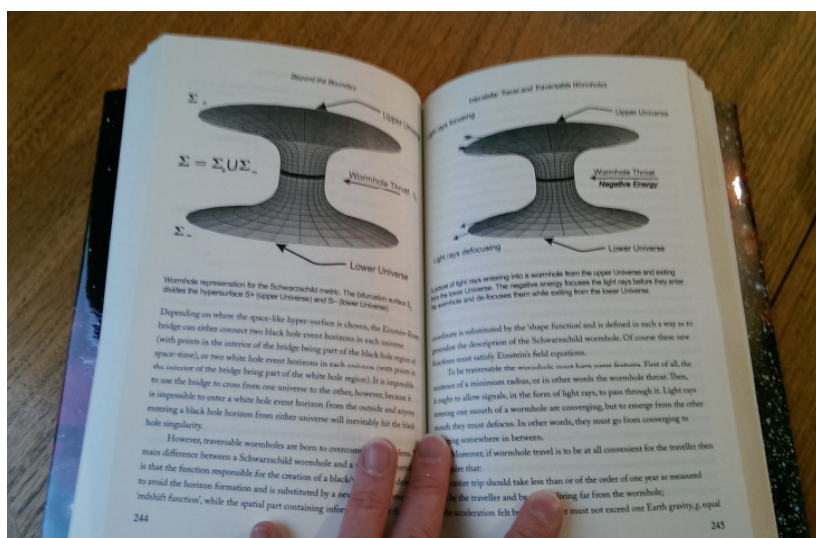 Beyond the Boundary
Σ+
Upper Universe
Σ = Σ+UΣ−
Wormhole Throat
Σ−
Lower Universe
Wormhole represernation for the Schwarzschild metric. The bifurcation surface S0
divides the hypersurface S+ (upper Universe) and S– (lower Universe).
Depending on where the space-like hyper-surface is chosen, the Einstein-Rosen
bridge can either connect two black hole event horizons in each universe
(with points in the interior of the bridge being part of the black hole region of
space-time), or two white hole event horizons in each universe (with points in
the interior of the bridge being part of the white hole region). It is impossible
to use the bridge to cross from one universe to the other, however, because it
is impossible to enter a white hole event horizon from the outside and anyone
entering a black hole horizon from either universe will inevitably hit the black
hole singularity.
However, traversable wormholes are born to overcome
main difference between a Schwarzschild wormhole and a
is that the function responsible for the creation of a black/
to avoid the horizon formation and is substituted by a new
'redshift function', while the spatial part containing
244
Interstellar Travel and Traversable Wormholes
Light rays focusing
Upper Universe
Wormhole Throat
Negative Energy
Light rays defocusing
Lower Universe
picture of light rays entering into a wormhole from the upper Universe and exiting
from the lower Universe. The negative energy focuses the light rays before they enter
the wormhole and de-focuses them while exiting from the lower Universe.
coordinate is substituted by the 'shape function' and is defined in such a way as to
generalise the description of the Schwarzschild wormhole. Of course these new
functions must satisfy Einstein's field equations.
To be traversable the wormhole must have some features. First of all, the
existence of a minimum radius, or in other words the wormhole throat. Then,
it ought to allow signals, in the form of light rays, to pass through it. Light rays
entering one mouth of a wormhole are converging, but to emerge from the other
mouth they must defocus. In other words, they must go from converging to
somewhere in between.
Moreover, if wormhole travel is to be at all convenient for the traveller then
that:
trip should take less than or of the order of one year as measured
the traveller and by living far from the wormhole;
acceleration felt must not exceed one Earth gravity, g, equal
245